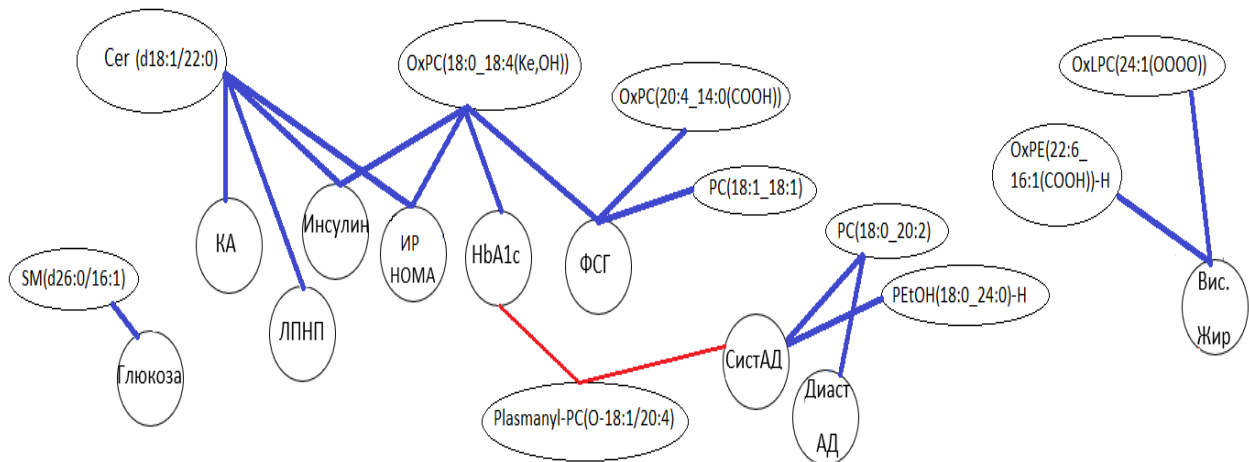 Cer (d18:1/22:0)
OxPC(18:0_18:4(Ke,OH))
OxPC(20:4_14:0(COOH))
OxLPC(24:1(OOOO))
OxPE(22:6_
16:1(COOH))-H
PC(18:1_18:1)
Инсулин
КА
ИР
НОМА
HbA1c
ФСГ
PC(18:0_20:2)
SM(d26:0/16:1)
PEtOH(18:0_24:0)-H
Вис.
Жир
ЛПНП
Глюкоза
СистАД
Диаст
АД
Plasmanyl-PC(O-18:1/20:4)